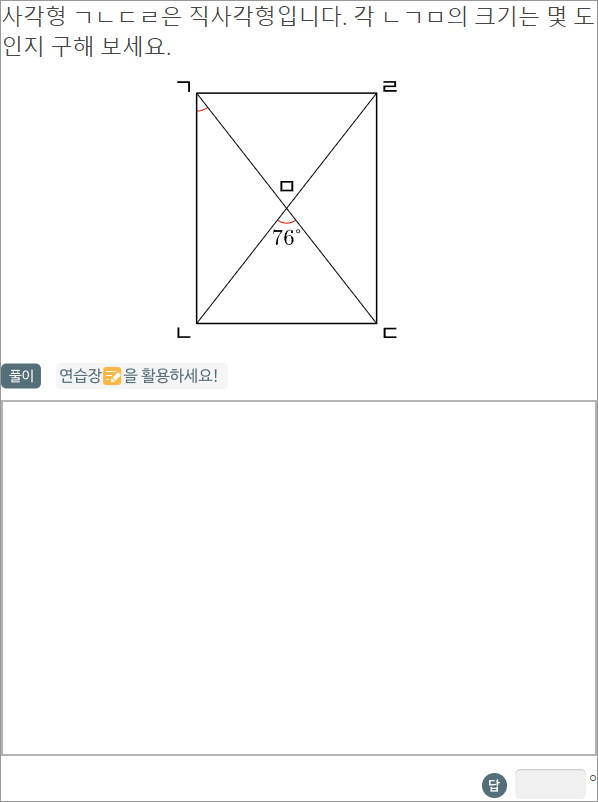 사각형 ㄱㄴㄷㄹ은 직사각형입니다. 각 ㄴㄱㅁ의 크기는 몇 도
인지 구해 보세요.
ㄱ ㄹ
ㅁ
76°
ㄴ ㄷ
풀이 연습장을 활용하세요!
답 °